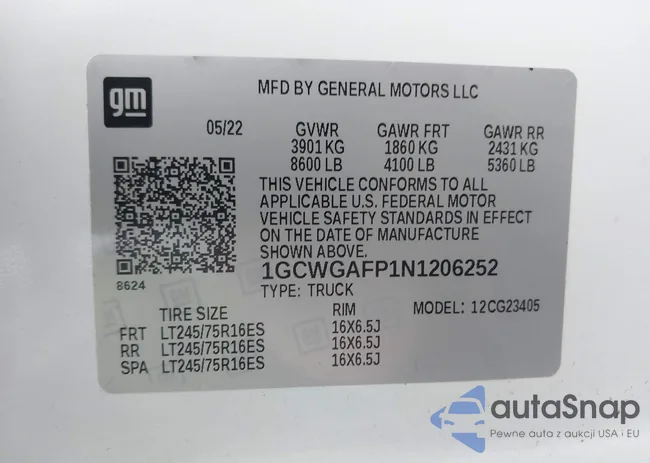 gm
MFD BY GENERAL MOTORS LLC
05/22 GVWR GAWR FRT GAWR RR
3901 KG 1860 KG 2431 KG
8600 LB 4100 LB 5360 LB
THIS VEHICLE CONFORMS TO ALL
APPLICABLE U.S. FEDERAL MOTOR
VEHICLE SAFETY STANDARDS IN EFFECT
ON THE DATE OF MANUFACTURE
SHOWN ABOVE.
8624
1GCWGAFP1N1206252
TYPE: TRUCK MODEL: 12CG23405
TIRE SIZE RIM
FRT LT245/75R16ES 16X6.5J
RR LT245/75R16ES 16X6.5J
SPA LT245/75R16ES 16X6.5J
autaSnap
Pewne auta z aukcji USA i EU